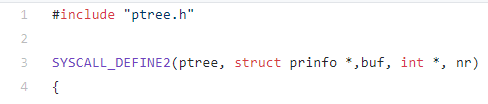 1 #include "ptree.h"
2
3 SYSCALL_DEFINE2(ptree, struct prinfo *,buf, int *, nr)
4 {